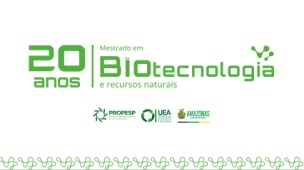 20 anos
Mestrado em
BIOtecnologia
e recursos naturais
PROPESP
UEA
AMAZONAS